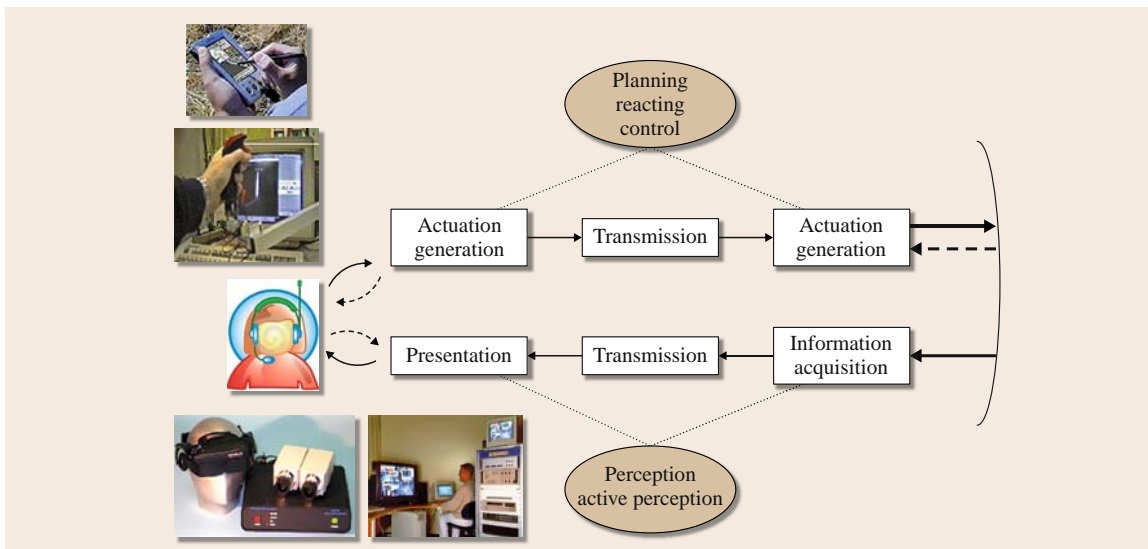 Planning
reacting
control
Actuation
generation
Transmission
Actuation
generation
Presentation
Transmission
Information
acquisition
Perception
active perception